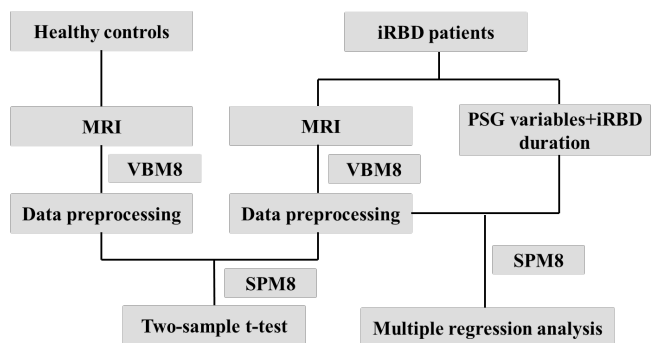 Healthy controls
iRBD patients
MRI
MRI
PSG variables+iRBD
duration
VBM8
VBM8
Data preprocessing
Data preprocessing
SPM8
SPM8
Two-sample t-test
Multiple regression analysis